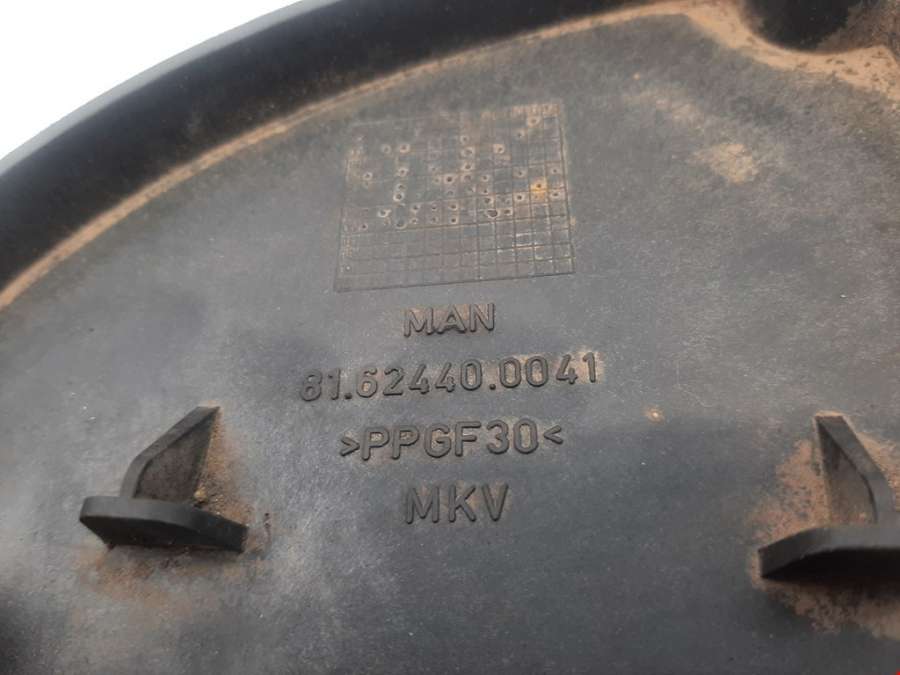 MAN
81.62440.0041
>PPGF30<
MKV